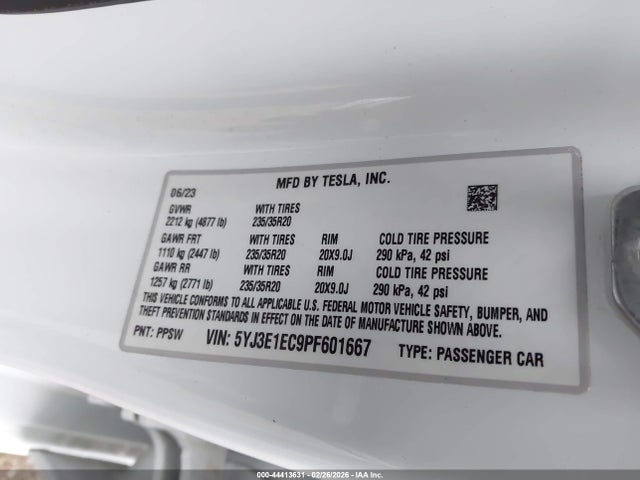 06/23 MFD BY TESLA, INC.
GVWR WITH TIRES
2212 kg (4877 lb) 235/35R20
GAWR FRT WITH TIRES RIM COLD TIRE PRESSURE
1110 kg (2447 lb) 235/35R20 20X9.0J 290 kPa, 42 psi
GAWR RR WITH TIRES RIM COLD TIRE PRESSURE
1257 kg (2771 lb) 235/35R20 20X9.0J 290 kPa, 42 psi
THIS VEHICLE CONFORMS TO ALL APPLICABLE U.S. FEDERAL MOTOR VEHICLE SAFETY, BUMPER, AND
THEFT PREVENTION STANDARDS IN EFFECT ON THE DATE OF MANUFACTURE SHOWN ABOVE.
PNT: PPSW VIN: 5YJ3E1EC9PF601667 TYPE: PASSENGER CAR
000-44413631 - 02/26/2026 - IAA Inc.